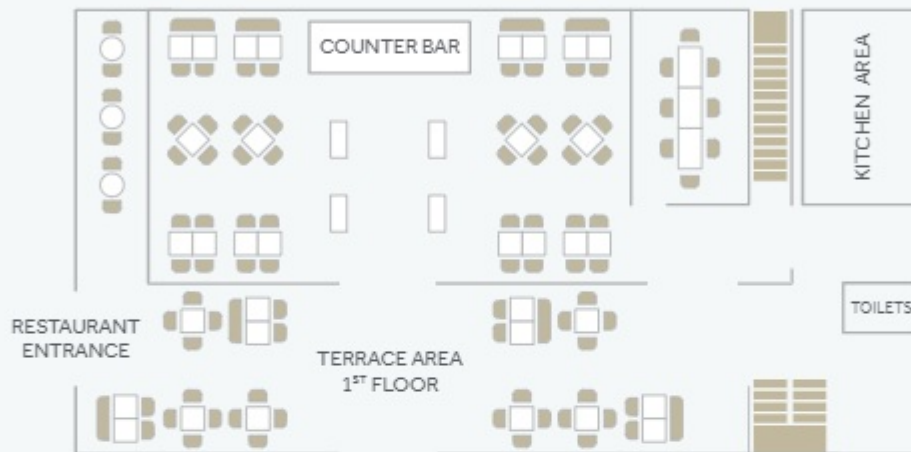 COUNTER BAR
KITCHEN AREA
TOILETS
RESTAURANT
ENTRANCE
TERRACE AREA
1ST FLOOR